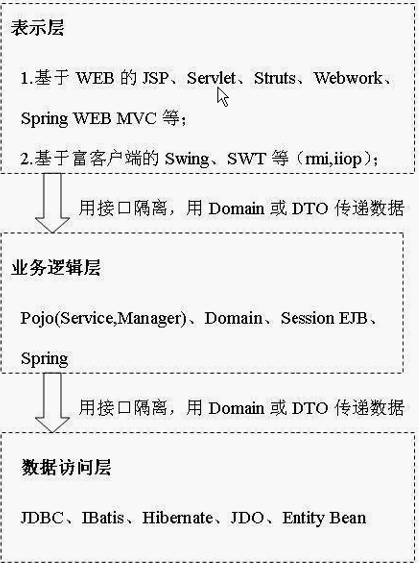 表示层
1.基于 WEB 的 JSP、Servlet、Struts、Webwork、
Spring WEB MVC 等；
2.基于富客户端的 Swing、SWT 等（rmi,iiop）；
用接口隔离，用 Domain 或 DTO 传递数据
业务逻辑层
Pojo(Service,Manager)、Domain、Session EJB、
Spring
用接口隔离，用 Domain 或 DTO 传递数据
数据访问层
JDBC、IBatis、Hibernate、JDO、Entity Bean